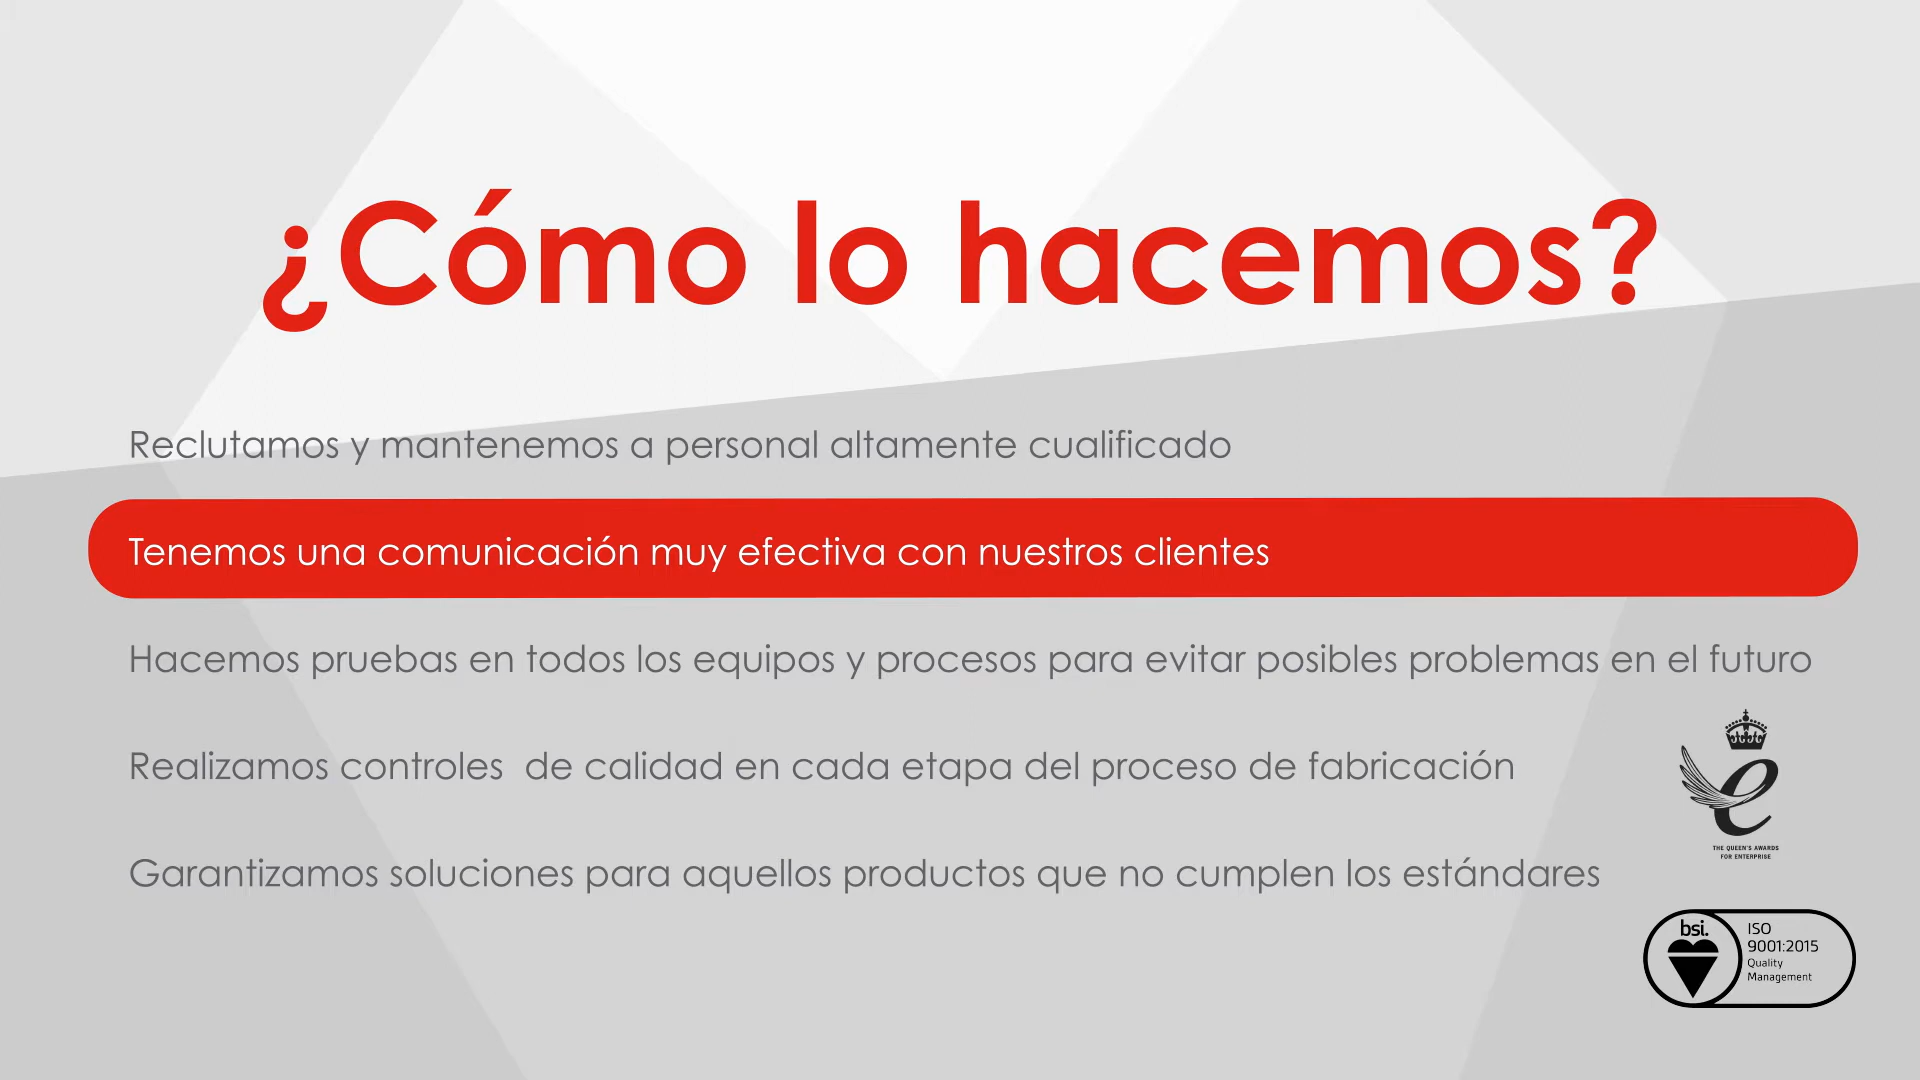 ¿Cómo lo hacemos?
Reclutamos y mantenemos a personal altamente cualificado
Tenemos una comunicación muy efectiva con nuestros clientes
Hacemos pruebas en todos los equipos y procesos para evitar posibles problemas en el futuro
Realizamos controles  de calidad en cada etapa del proceso de fabricación
Garantizamos soluciones para aquellos productos que no cumplen los estándares
e
THE QUEEN'S AWARDS
FOR ENTERPRISE
bsi.
ISO
9001:2015
Quality
Management